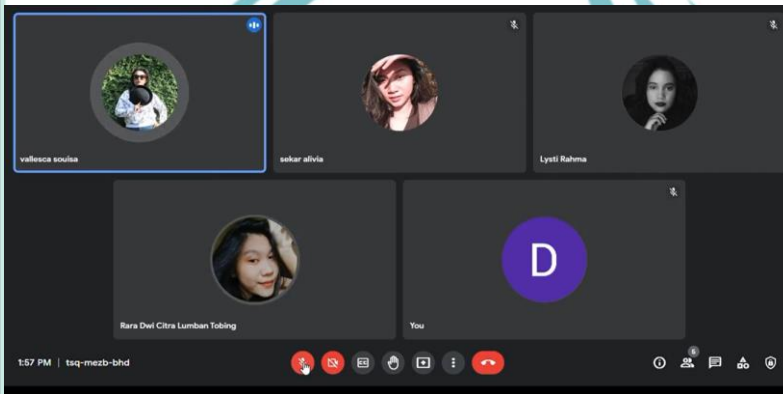 vallesca souisa
sekar alivia
Lysti Rahma
Rara Dwi Citra Lumban Tobing
D
You
1:57 PM | tsq-mezb-bhd
CC
5